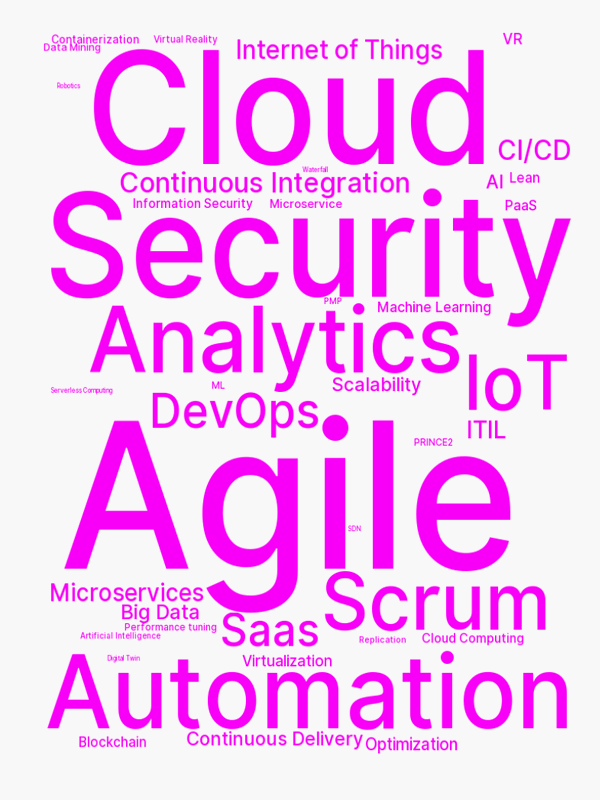 Containerization
Virtual Reality
VR
Data Mining
Internet of Things
Robotics
Cloud
CI/CD
Waterfall
Continuous Integration
AI
Lean
Information Security
Microservice
PaaS
Security
PMP
Machine Learning
Analytics
IoT
ML
Scalability
Serverless Computing
DevOps
ITIL
PRINCE2
Agile
SDN
Microservices
Scrum
Big Data
Performance tuning
Saas
Artificial Intelligence
Replication
Cloud Computing
Digital Twin
Virtualization
Automation
Blockchain
Continuous Delivery
Optimization